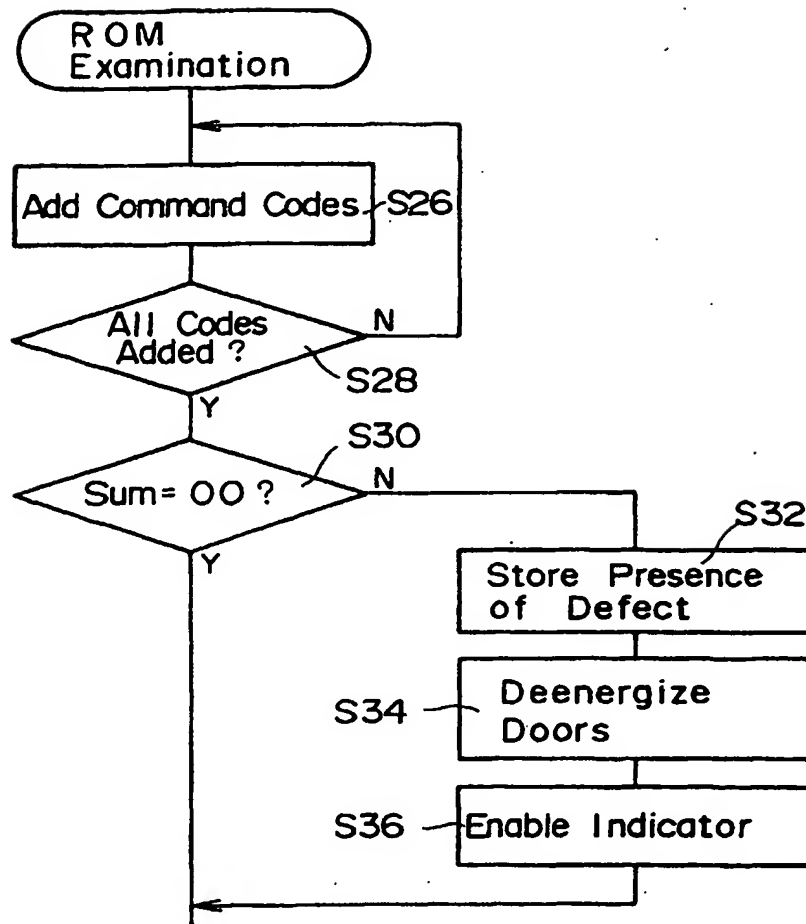 ROM
Examination
Add Command Codes
S26
All Codes
Added ?
N
S28
Y
S30
Sum= 00 ?
N
Y
S32
Store Presence
of Defect
Deenergize
Doors
S34
Enable Indicator
S36